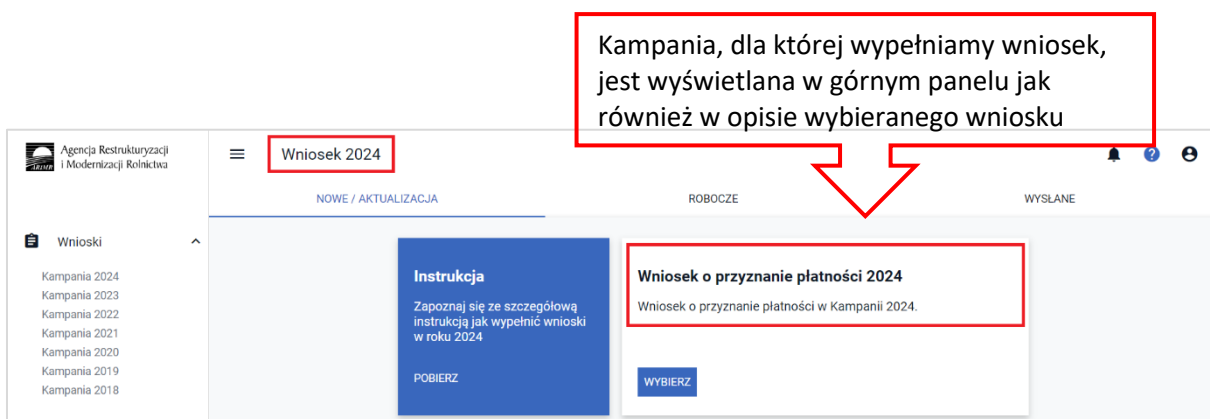 Kampania, dla której wypełniamy wniosek,
jest wyświetlana w górnym panelu jak
również w opisie wybieranego wniosku
ARiMR
Agencja Restrukturyzacji
i Modernizacji Rolnictwa
Wniosek 2024
NOWE / AKTUALIZACJA
ROBOCZE
WYSŁANE
Wnioski
Kampania 2024
Kampania 2023
Kampania 2022
Kampania 2021
Kampania 2020
Kampania 2019
Kampania 2018
Instrukcja
Zapoznaj się ze szczegółową
instrukcją jak wypełnić wnioski
w roku 2024
POBIERZ
Wniosek o przyznanie płatności 2024
Wniosek o przyznanie płatności w Kampanii 2024.
WYBIERZ